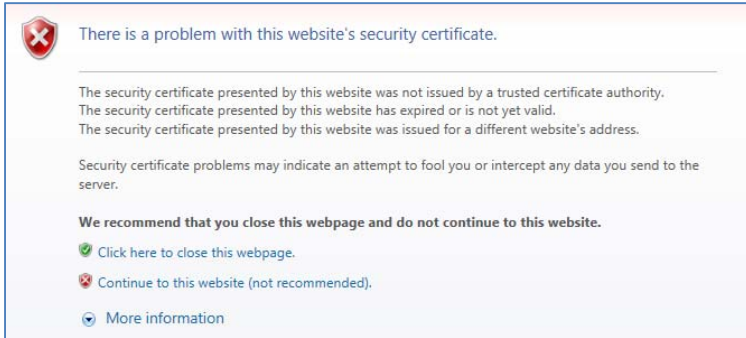 There is a problem with this website's security certificate.
The security certificate presented by this website was not issued by a trusted certificate authority.
The security certificate presented by this website has expired or is not yet valid.
The security certificate presented by this website was issued for a different website's address.
Security certificate problems may indicate an attempt to fool you or intercept any data you send to the
server.
We recommend that you close this webpage and do not continue to this website.
Click here to close this webpage.
Continue to this website (not recommended).
More information